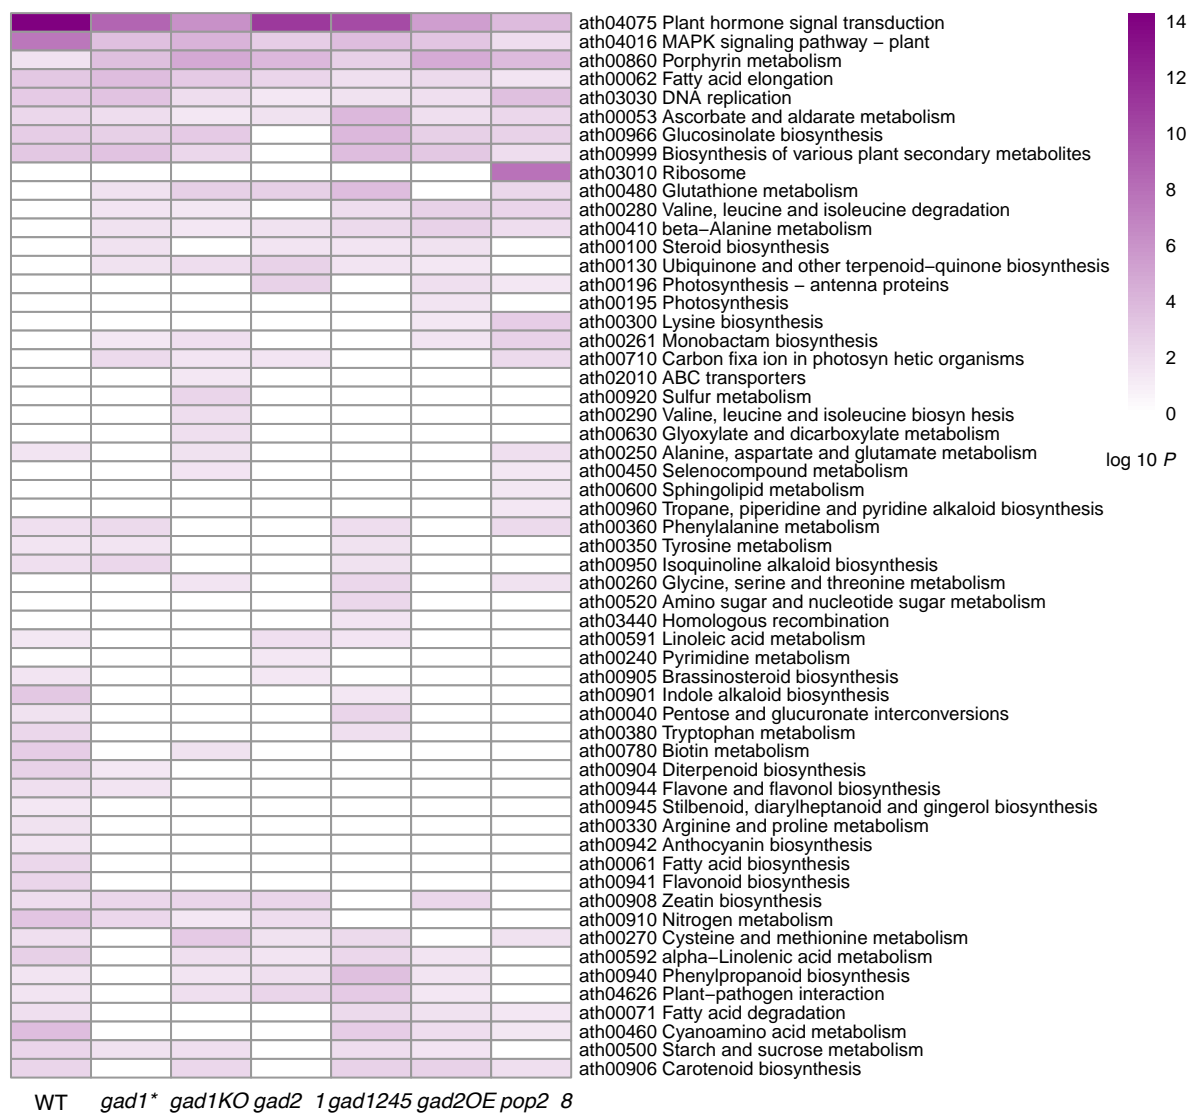 ath04075 Plant hormone signal transduction
ath04016 MAPK signaling pathway − plant
ath00860 Porphyrin metabolism
ath00062 Fatty acid elongation
ath03030 DNA replication
ath00053 Ascorbate and aldarate metabolism
ath00966 Glucosinolate biosynthesis
ath00999 Biosynthesis of various plant secondary metabolites
ath03010 Ribosome
ath00480 Glutathione metabolism
ath00280 Valine, leucine and isoleucine degradation
ath00410 beta−Alanine metabolism
ath00100 Steroid biosynthesis
ath00130 Ubiquinone and other terpenoid−quinone biosynthesis
ath00196 Photosynthesis − antenna proteins
ath00195 Photosynthesis
ath00300 Lysine biosynthesis
ath00261 Monobactam biosynthesis
ath00710 Carbon fixa ion in photosyn hetic organisms
ath02010 ABC transporters
ath00920 Sulfur metabolism
ath00290 Valine, leucine and isoleucine biosyn hesis
ath00630 Glyoxylate and dicarboxylate metabolism
ath00250 Alanine, aspartate and glutamate metabolism
ath00450 Selenocompound metabolism
ath00600 Sphingolipid metabolism
ath00960 Tropane, piperidine and pyridine alkaloid biosynthesis
ath00360 Phenylalanine metabolism
ath00350 Tyrosine metabolism
ath00950 Isoquinoline alkaloid biosynthesis
ath00260 Glycine, serine and threonine metabolism
ath00520 Amino sugar and nucleotide sugar metabolism
ath03440 Homologous recombination
ath00591 Linoleic acid metabolism
ath00240 Pyrimidine metabolism
ath00905 Brassinosteroid biosynthesis
ath00901 Indole alkaloid biosynthesis
ath00040 Pentose and glucuronate interconversions
ath00380 Tryptophan metabolism
ath00780 Biotin metabolism
ath00904 Diterpenoid biosynthesis
ath00944 Flavone and flavonol biosynthesis
ath00945 Stilbenoid, diarylheptanoid and gingerol biosynthesis
ath00330 Arginine and proline metabolism
ath00942 Anthocyanin biosynthesis
ath00061 Fatty acid biosynthesis
ath00941 Flavonoid biosynthesis
ath00908 Zeatin biosynthesis
ath00910 Nitrogen metabolism
ath00270 Cysteine and methionine metabolism
ath00592 alpha−Linolenic acid metabolism
ath00940 Phenylpropanoid biosynthesis
ath04626 Plant−pathogen interaction
ath00071 Fatty acid degradation
ath00460 Cyanoamino acid metabolism
ath00500 Starch and sucrose metabolism
ath00906 Carotenoid biosynthesis
WT gad1* gad1KO gad2 1 gad1245 gad2OE pop2 8
14
12
10
8
6
4
2
0
log 10 P